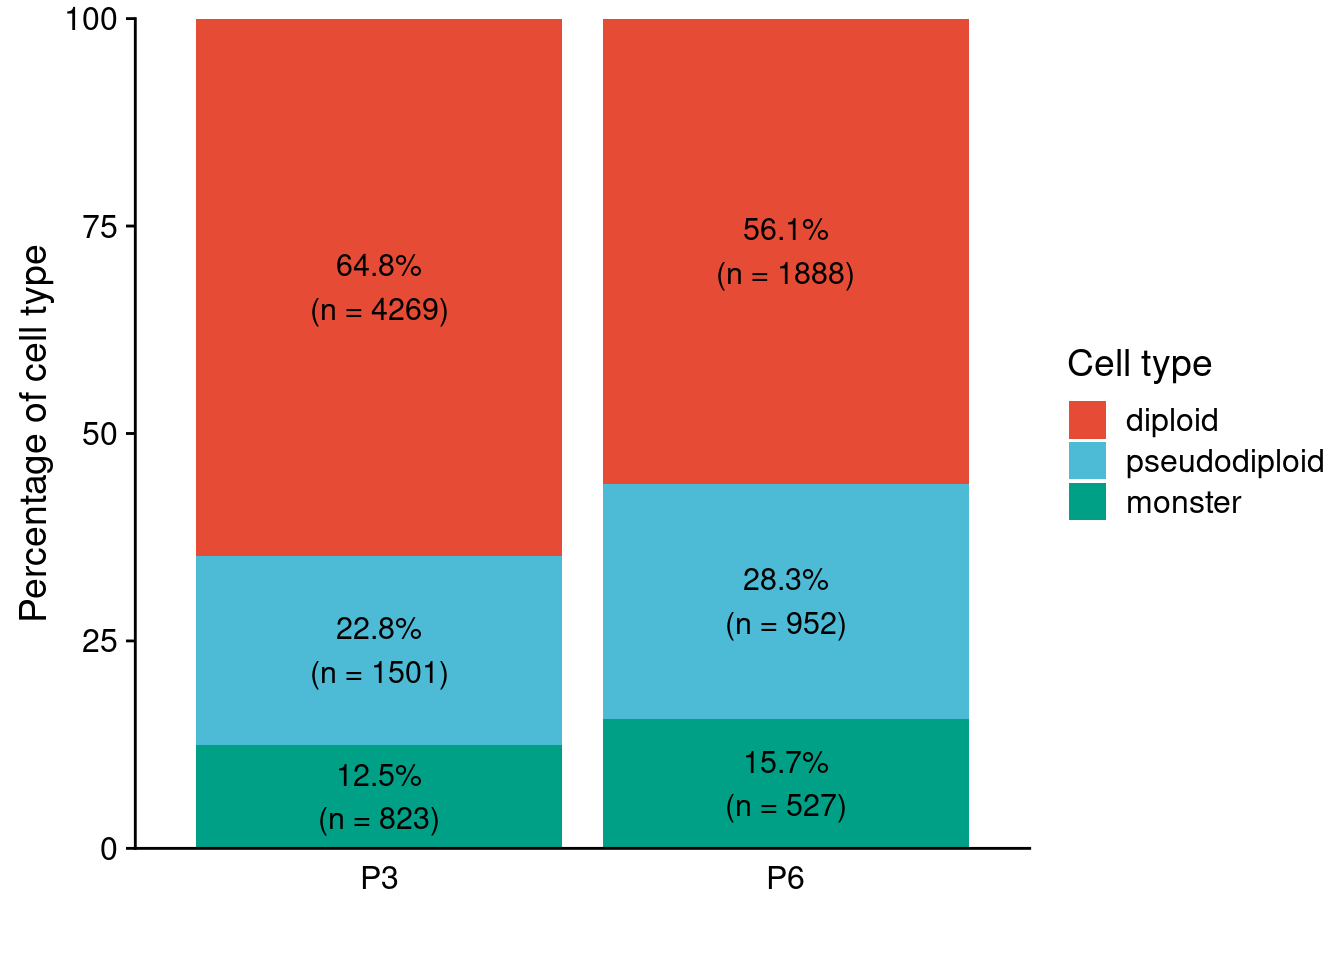 Percentage of cell type
100
75
50
25
0
64.8%
(n = 4269)
22.8%
(n = 1501)
12.5%
(n = 823)
56.1%
(n = 1888)
28.3%
(n = 952)
15.7%
(n = 527)
P3
P6
Cell type
diploid
pseudodiploid
monster